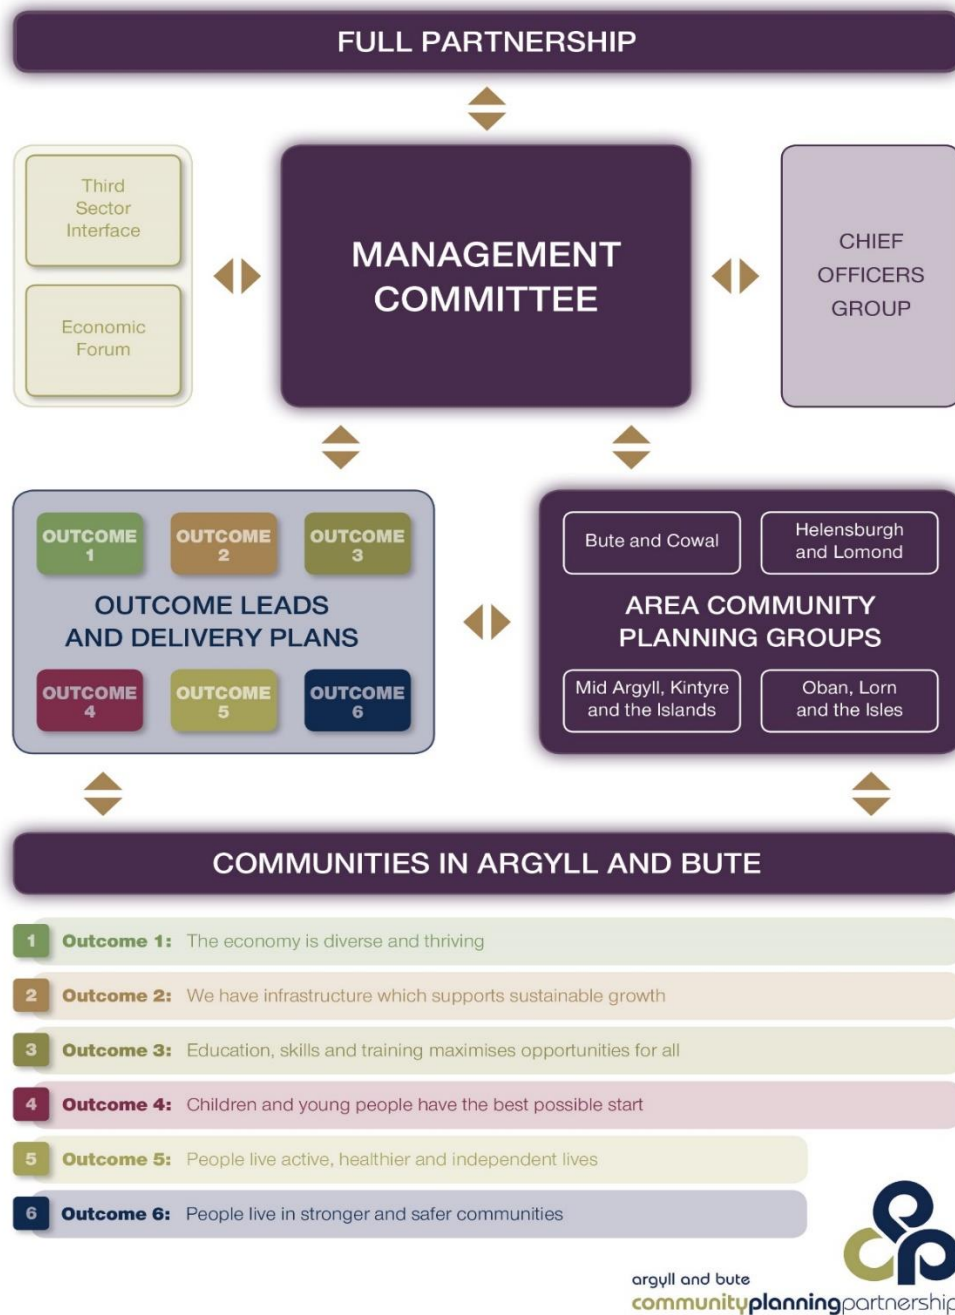 FULL PARTNERSHIP
Third
Sector
Interface
Economic
Forum
MANAGEMENT
COMMITTEE
CHIEF
OFFICERS
GROUP
OUTCOME
1
OUTCOME
2
OUTCOME
3
OUTCOME LEADS
AND DELIVERY PLANS
OUTCOME
4
OUTCOME
5
OUTCOME
6
Bute and Cowal
Helensburgh
and Lomond
AREA COMMUNITY
PLANNING GROUPS
Mid Argyll, Kintyre
and the Islands
Oban, Lorn
and the Isles
COMMUNITIES IN ARGYLL AND BUTE
1 Outcome 1: The economy is diverse and thriving
2 Outcome 2: We have infrastructure which supports sustainable growth
3 Outcome 3: Education, skills and training maximises opportunities for all
4 Outcome 4: Children and young people have the best possible start
5 Outcome 5: People live active, healthier and independent lives
6 Outcome 6: People live in stronger and safer communities
argyll and bute
communityplanningpartnership